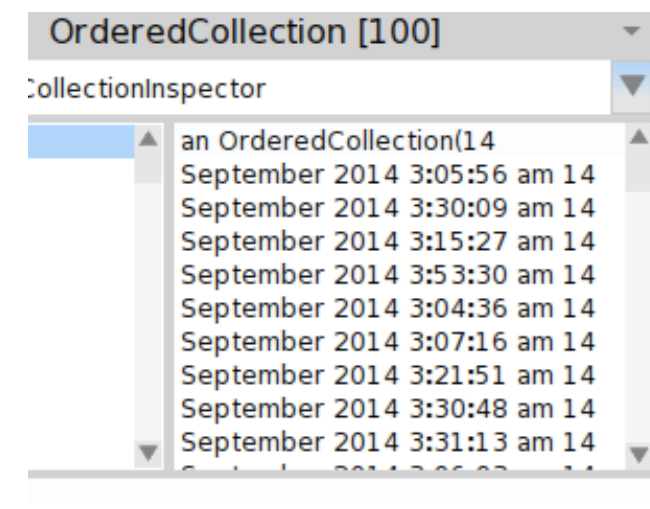 OrderedCollection [100]
CollectionInspector
an OrderedCollection(14
September 2014 3:05:56 am 14
September 2014 3:30:09 am 14
September 2014 3:15:27 am 14
September 2014 3:53:30 am 14
September 2014 3:04:36 am 14
September 2014 3:07:16 am 14
September 2014 3:21:51 am 14
September 2014 3:30:48 am 14
September 2014 3:31:13 am 14